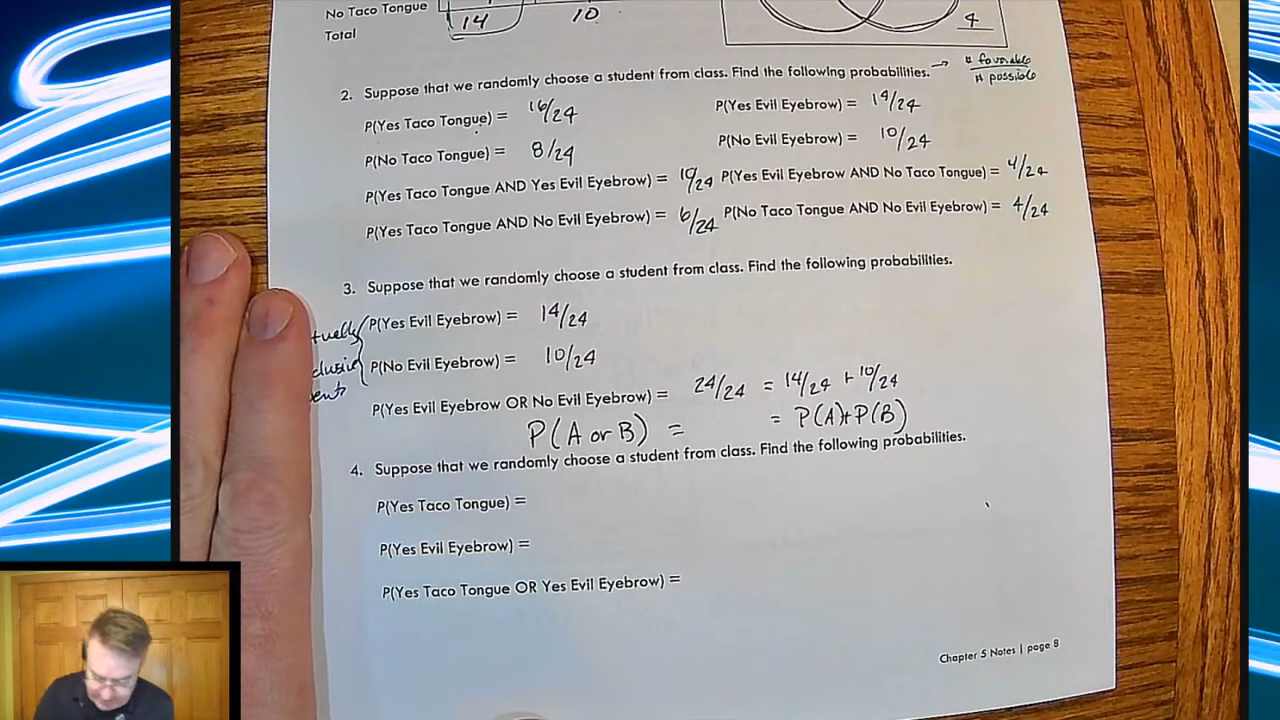 No Taco Tongue
14 10
Total
4
2. Suppose that we randomly choose a student from class. Find the following probabilities. → # favorable
# possible
P(Yes Taco Tongue) = 16/24 P(Yes Evil Eyebrow) = 14/24
P(No Taco Tongue) = 8/24 P(No Evil Eyebrow) = 10/24
P(Yes Taco Tongue AND Yes Evil Eyebrow) = 10/24 P(Yes Evil Eyebrow AND No Taco Tongue) = 4/24
P(Yes Taco Tongue AND No Evil Eyebrow) = 6/24 P(No Taco Tongue AND No Evil Eyebrow) = 4/24
3. Suppose that we randomly choose a student from class. Find the following probabilities.
tually P(Yes Evil Eyebrow) = 14/24
clusive P(No Evil Eyebrow) = 10/24
ents
P(Yes Evil Eyebrow OR No Evil Eyebrow) = 24/24 = 14/24 + 10/24
P(A or B) = = P(A)+P(B)
4. Suppose that we randomly choose a student from class. Find the following probabilities.
P(Yes Taco Tongue) =
P(Yes Evil Eyebrow) =
P(Yes Taco Tongue OR Yes Evil Eyebrow) =
Chapter 5 Notes | page 8